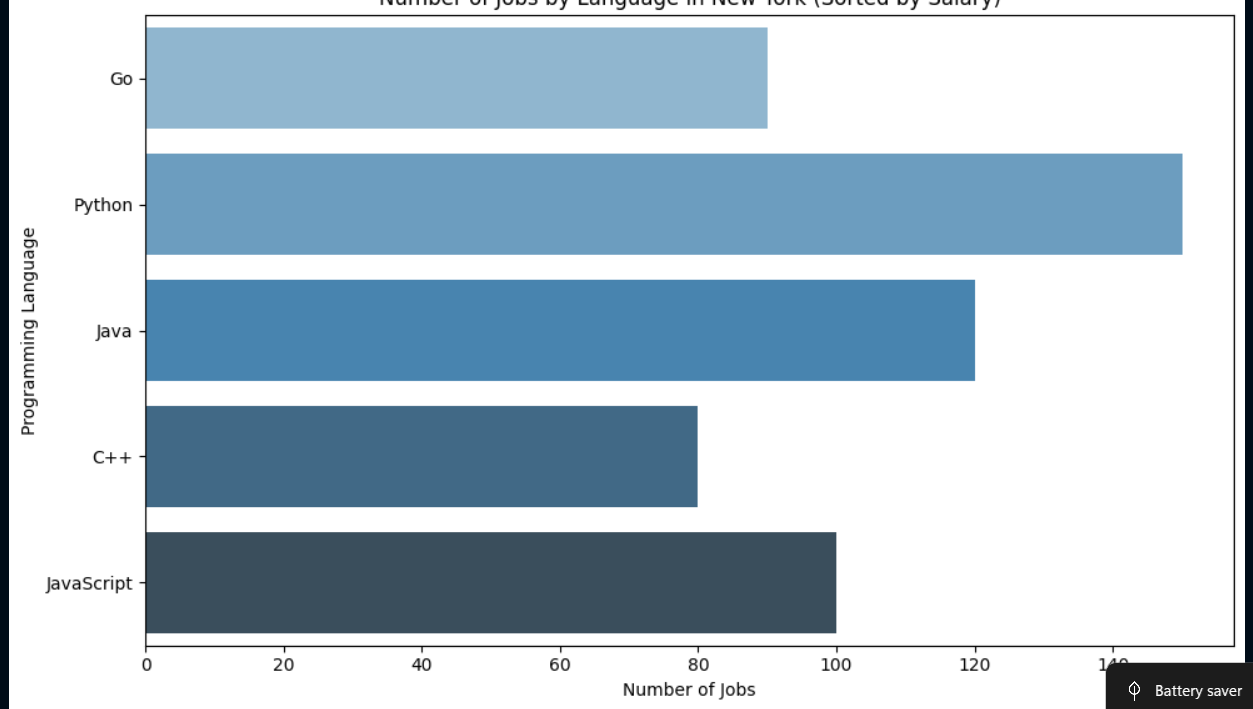 Number of Jobs by Language in New York (Sorted by Salary)
Go
Python
Java
C++
JavaScript
Programming Language
0 20 40 60 80 100 120 140
Number of Jobs
Battery saver